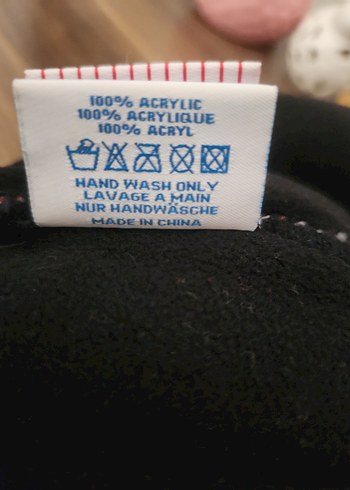 100% ACRYLIC
100% ACRYLIQUE
100% ACRYL
HAND WASH ONLY
LAVAGE A MAIN
NUR HANDWÄSCHE
MADE IN CHINA